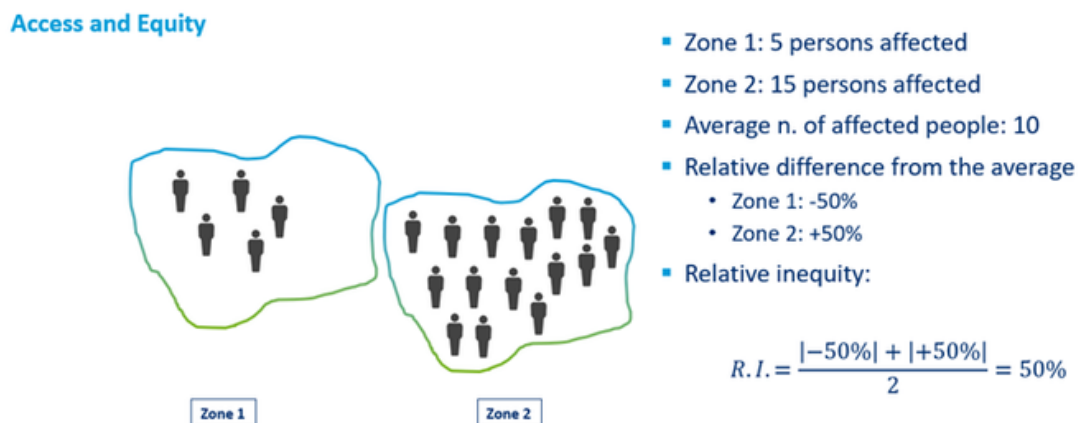 Access and Equity
▪ Zone 1: 5 persons affected
▪ Zone 2: 15 persons affected
▪ Average n. of affected people: 10
▪ Relative difference from the average
• Zone 1: -50%
• Zone 2: +50%
▪ Relative inequity:
R.I. = |−50%| + |+50%| / 2 = 50%
Zone 1
Zone 2